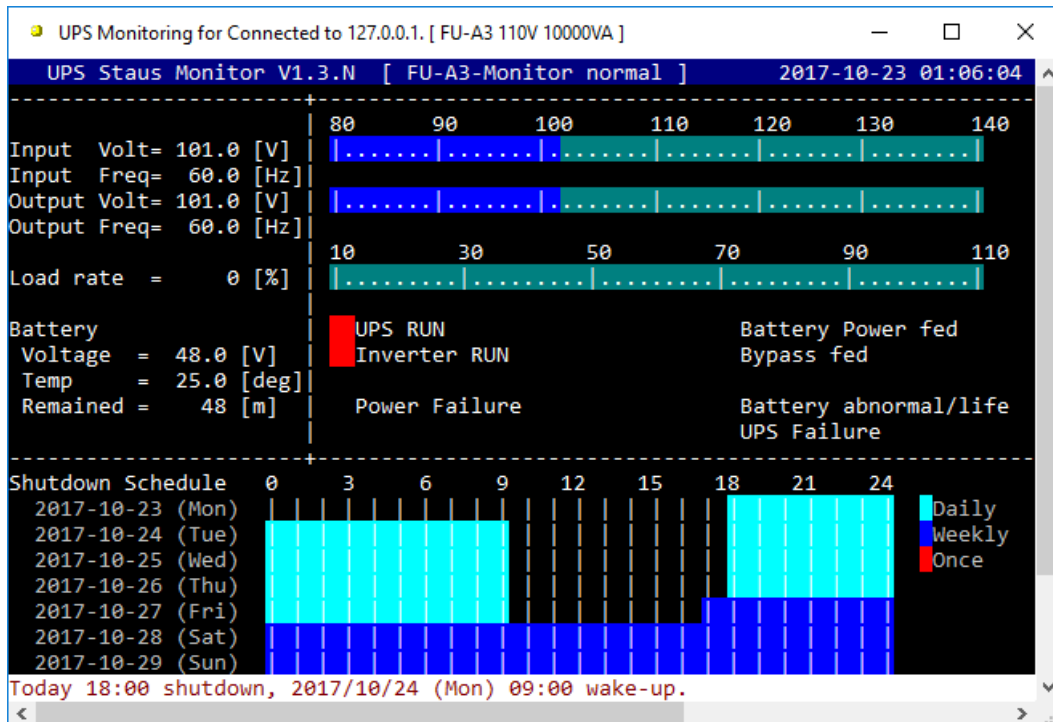 UPS Monitoring for Connected to 127.0.0.1. [ FU-A3 110V 10000VA ]
UPS Staus Monitor V1.3.N [ FU-A3-Monitor normal ] 2017-10-23 01:06:04
80 90 100 110 120 130 140
Input Volt= 101.0 [V]
Input Freq= 60.0 [Hz]
Output Volt= 101.0 [V]
Output Freq= 60.0 [Hz]
10 30 50 70 90 110
Load rate = 0 [%]
Battery UPS RUN Battery Power fed
Voltage = 48.0 [V] Inverter RUN Bypass fed
Temp = 25.0 [deg]
Remained = 48 [m] Power Failure Battery abnormal/life
UPS Failure
Shutdown Schedule 0 3 6 9 12 15 18 21 24
2017-10-23 (Mon) Daily
2017-10-24 (Tue) Weekly
2017-10-25 (Wed) Once
2017-10-26 (Thu)
2017-10-27 (Fri)
2017-10-28 (Sat)
2017-10-29 (Sun)
Today 18:00 shutdown, 2017/10/24 (Mon) 09:00 wake-up.